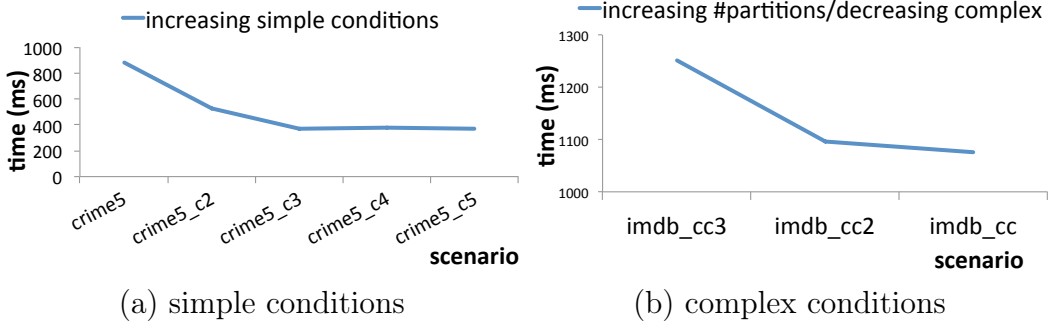 increasing simple conditions
time (ms)
1000
800
600
400
200
0
crime5
crime5_c2
crime5_c3
crime5_c4
crime5_c5
scenario
(a) simple conditions
increasing #partitions/decreasing complex
time (ms)
1300
1200
1100
1000
imdb_cc3
imdb_cc2
imdb_cc
scenario
(b) complex conditions